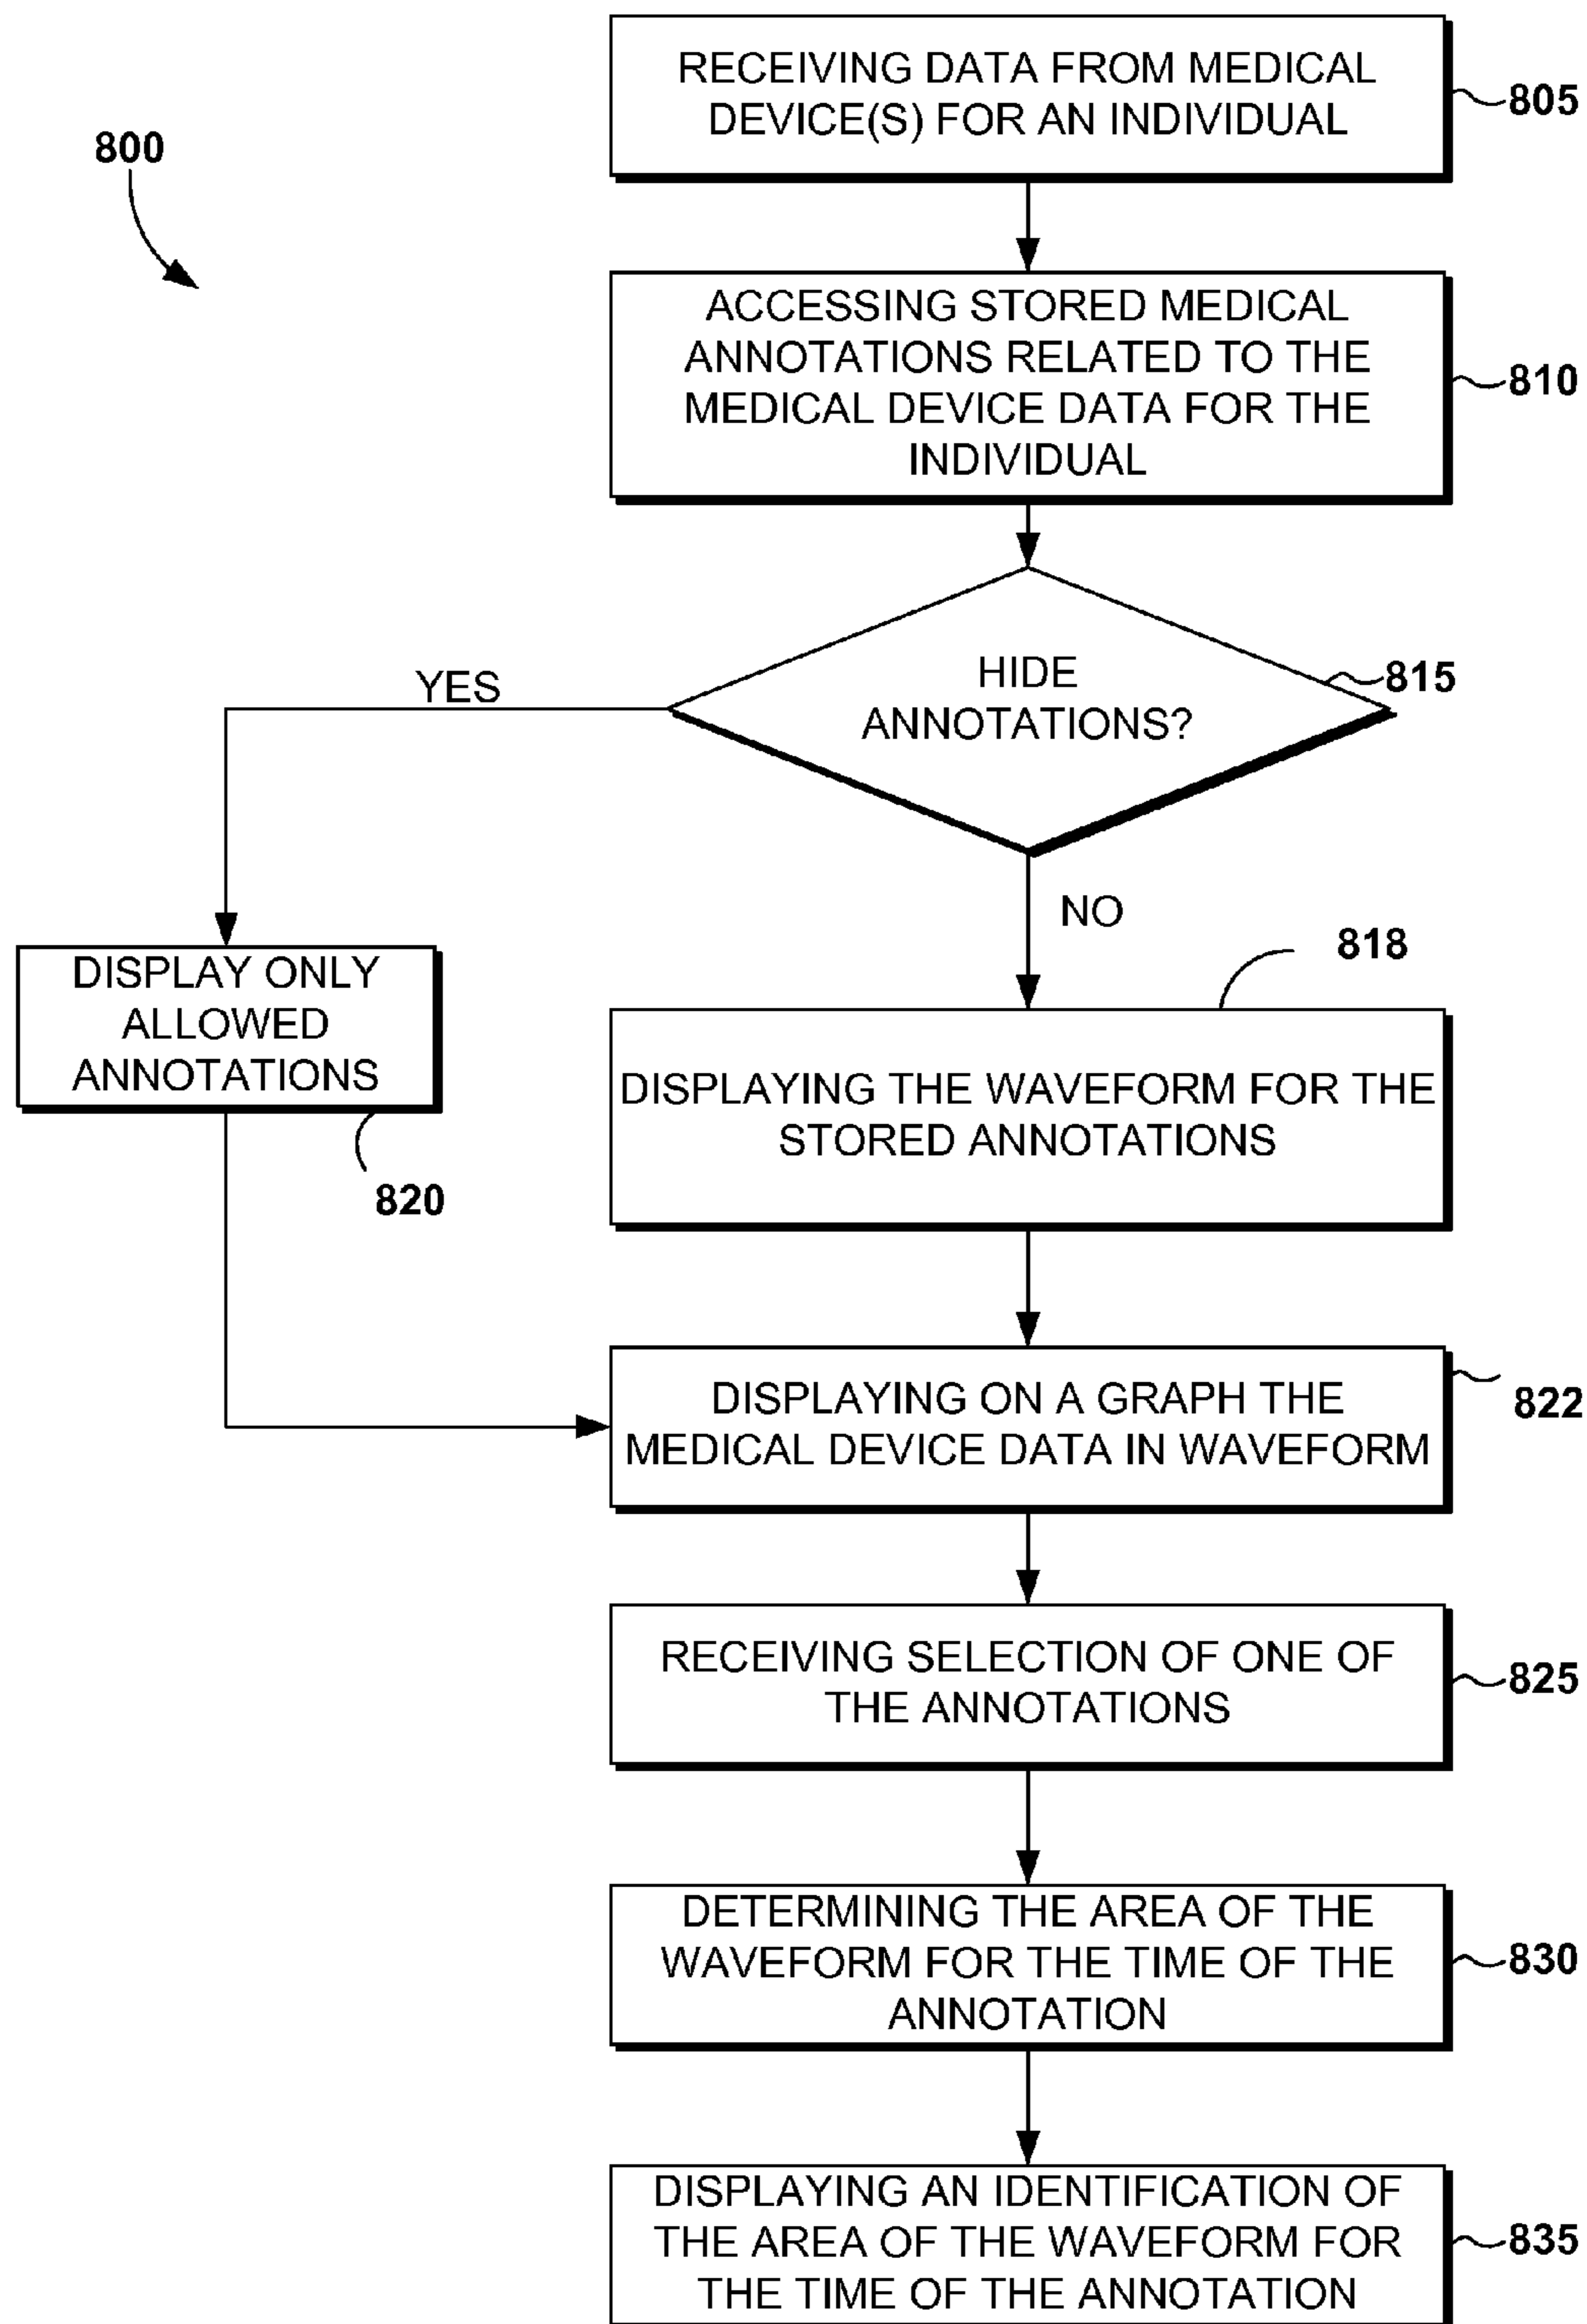 RECEIVING DATA FROM MEDICAL
DEVICE(S) FOR AN INDIVIDUAL
805
800
ACCESSING STORED MEDICAL
ANNOTATIONS RELATED TO THE
MEDICAL DEVICE DATA FOR THE
INDIVIDUAL
810
HIDE
ANNOTATIONS?
815
YES
NO
818
DISPLAY ONLY
ALLOWED
ANNOTATIONS
820
DISPLAYING THE WAVEFORM FOR THE
STORED ANNOTATIONS
DISPLAYING ON A GRAPH THE
MEDICAL DEVICE DATA IN WAVEFORM
822
RECEIVING SELECTION OF ONE OF
THE ANNOTATIONS
825
DETERMINING THE AREA OF THE
WAVEFORM FOR THE TIME OF THE
ANNOTATION
830
DISPLAYING AN IDENTIFICATION OF
THE AREA OF THE WAVEFORM FOR
THE TIME OF THE ANNOTATION
835